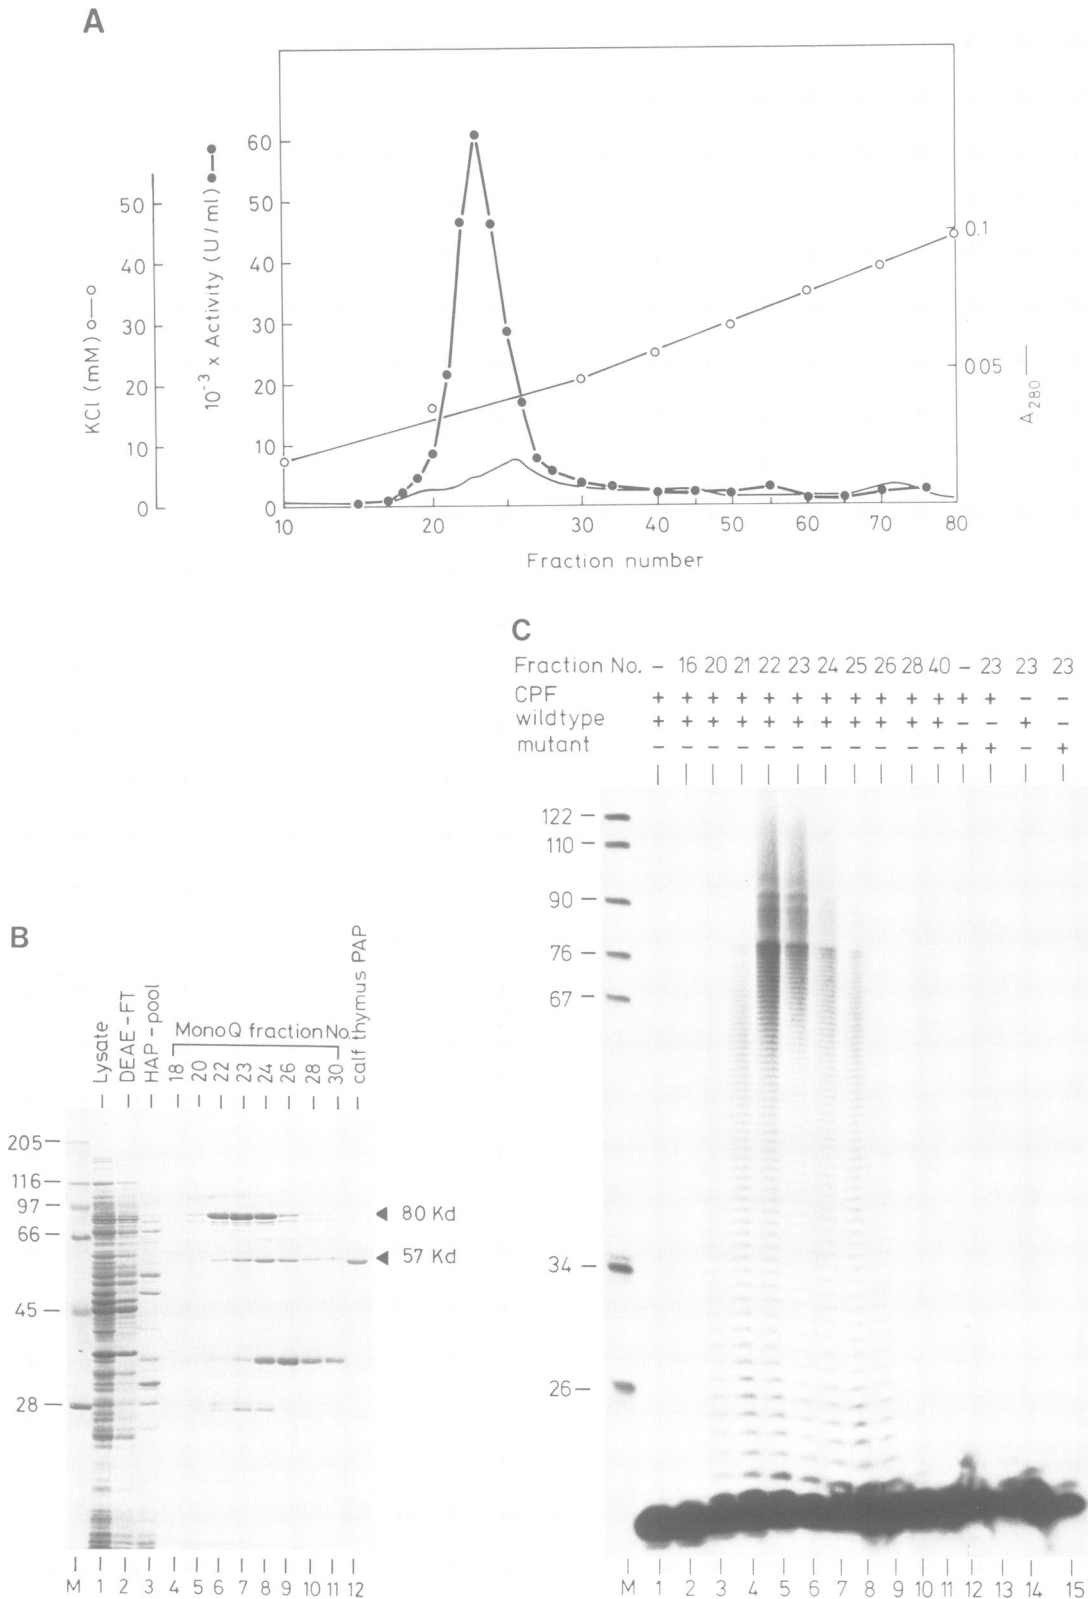 A
KCl (mM) o—o
50
40
30
20
10
0
10⁻³ x Activity (U/ml) ●—●
60
50
40
30
20
10
0
0.1
0.05
A280 —
10 20 30 40 50 60 70 80
Fraction number
B
Lysate
DEAE-FT
HAP-pool
MonoQ fraction No.
18 20 22 23 24 26 28 30
calf thymus PAP
205
116
97
66
45
28
80 Kd
57 Kd
M 1 2 3 4 5 6 7 8 9 10 11 12
C
Fraction No. – 16 20 21 22 23 24 25 26 28 40 – 23 23 23
CPF + + + + + + + + + + + + + – –
wildtype + + + + + + + + + + + – – + –
mutant – – – – – – – – – – – + + – +
122
110
90
76
67
34
26
M 1 2 3 4 5 6 7 8 9 10 11 12 13 14 15